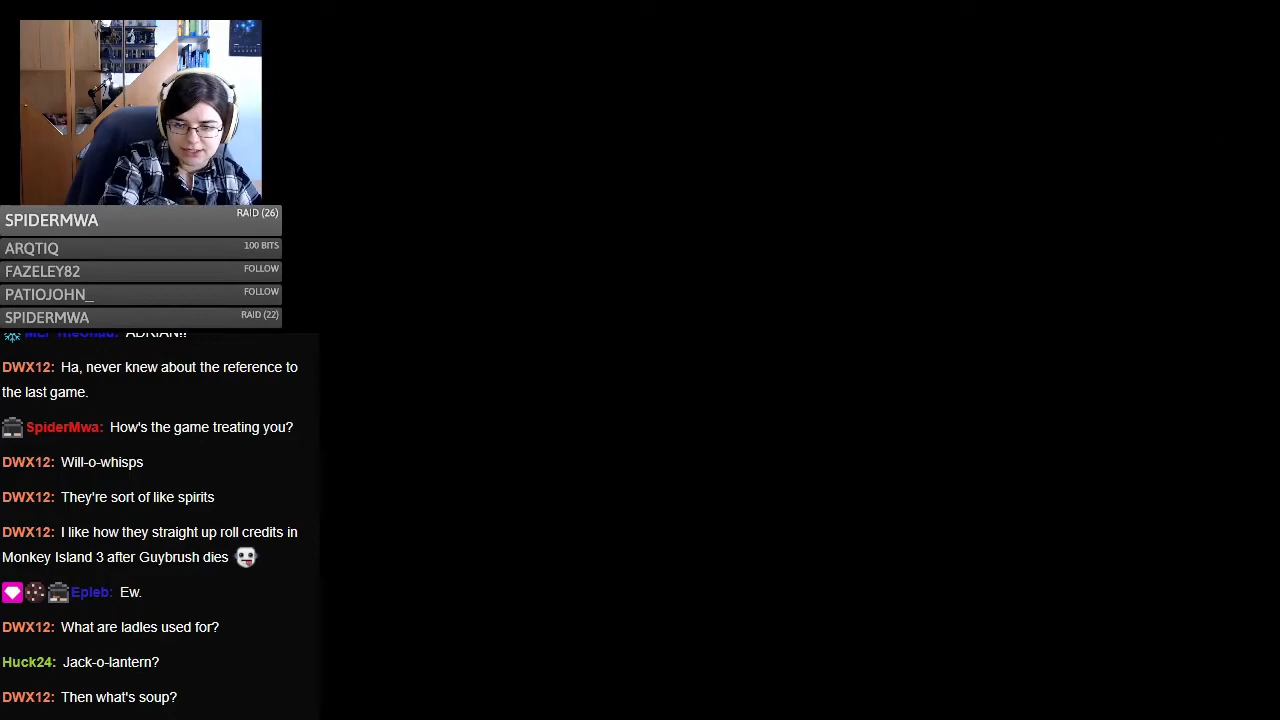 SPIDERMWA RAID (26)
ARQTIQ 100 BITS
FAZELEY82 FOLLOW
PATIOJOHN_ FOLLOW
SPIDERMWA RAID (22)
ADRIAN!!
DWX12: Ha, never knew about the reference to
the last game.
SpiderMwa: How's the game treating you?
DWX12: Will-o-whisps
DWX12: They're sort of like spirits
DWX12: I like how they straight up roll credits in
Monkey Island 3 after Guybrush dies
Epleb: Ew.
DWX12: What are ladles used for?
Huck24: Jack-o-lantern?
DWX12: Then what's soup?